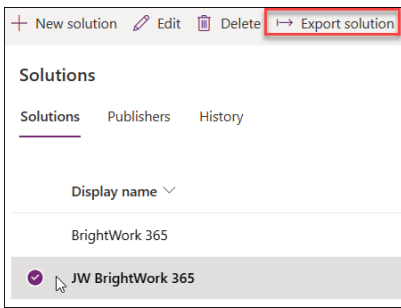 New solution Edit Delete Export solution
Solutions
Solutions Publishers History
Display name
BrightWork 365
JW BrightWork 365